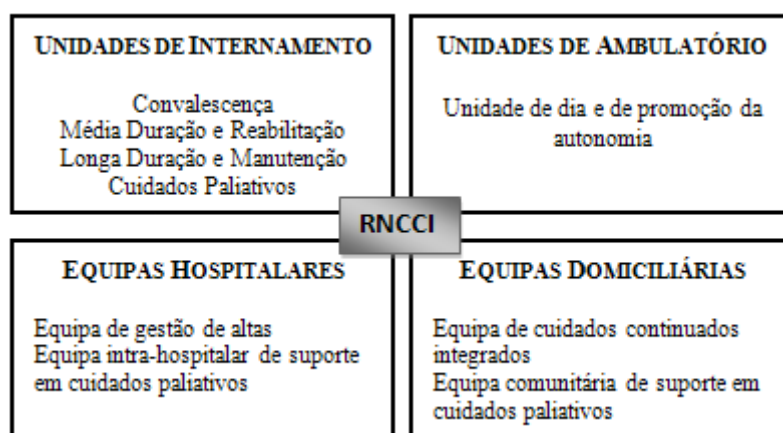 UNIDADES DE INTERNAMENTO
Convalescença
Média Duração e Reabilitação
Longa Duração e Manutenção
Cuidados Paliativos
UNIDADES DE AMBULATÓRIO
Unidade de dia e de promoção da
autonomia
RNCCI
EQUIPAS HOSPITALARES
Equipa de gestão de altas
Equipa intra-hospitalar de suporte
em cuidados paliativos
EQUIPAS DOMICILIÁRIAS
Equipa de cuidados continuados
integrados
Equipa comunitária de suporte em
cuidados paliativos